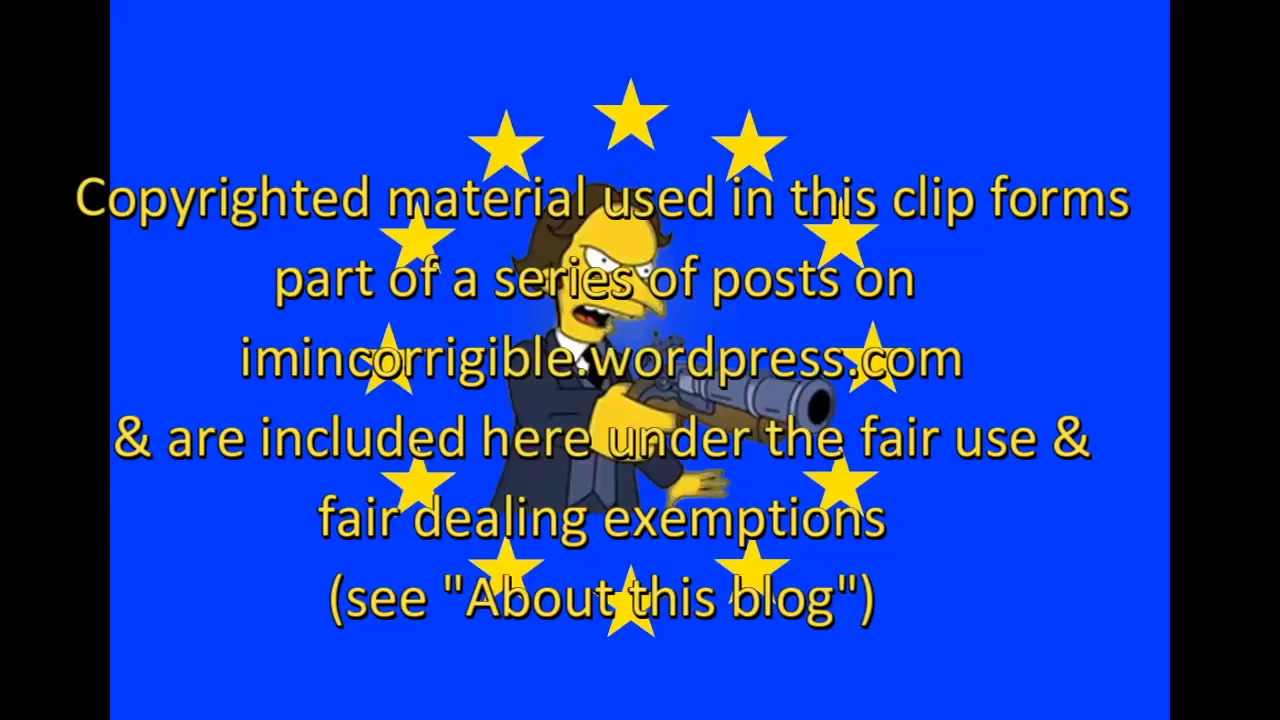 Copyrighted material used in this clip forms
part of a series of posts on
imincorrigible.wordpress.com
& are included here under the fair use &
fair dealing exemptions
(see "About this blog")